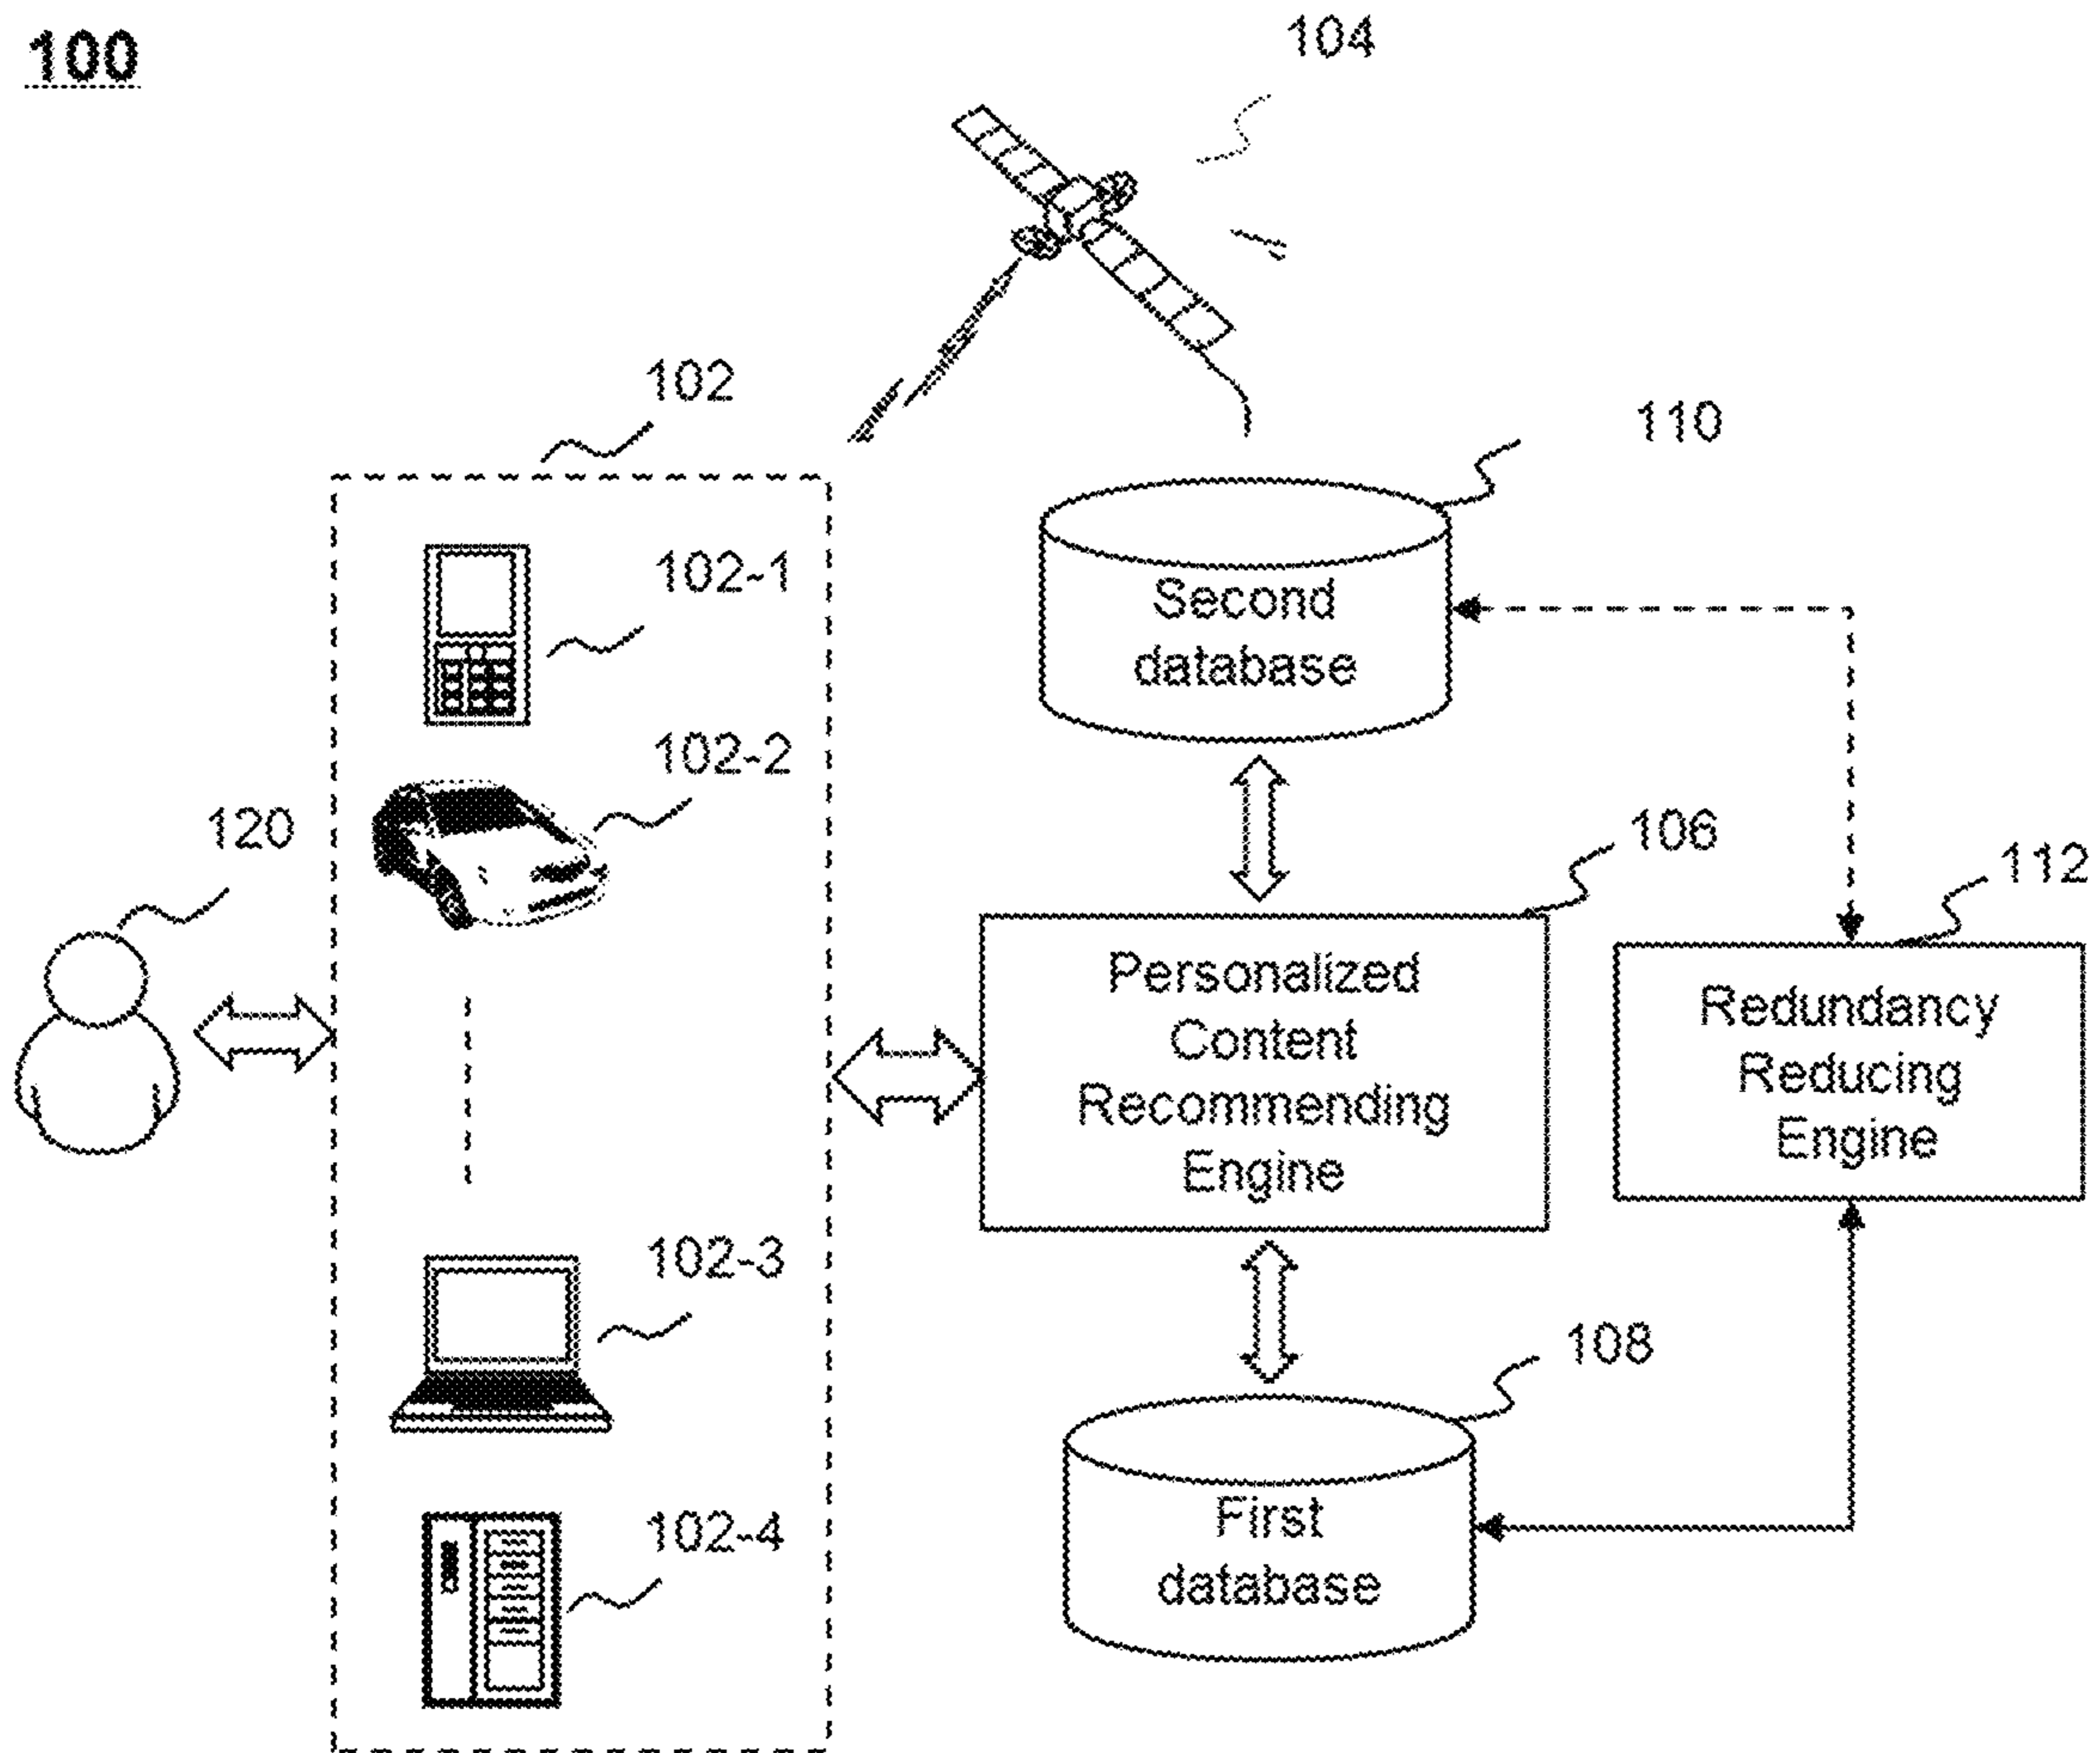 100
104
102
110
102-1
Second
database
102-2
120
106
112
Personalized
Content
Recommending
Engine
Redundancy
Reducing
Engine
102-3
108
102-4
First
database